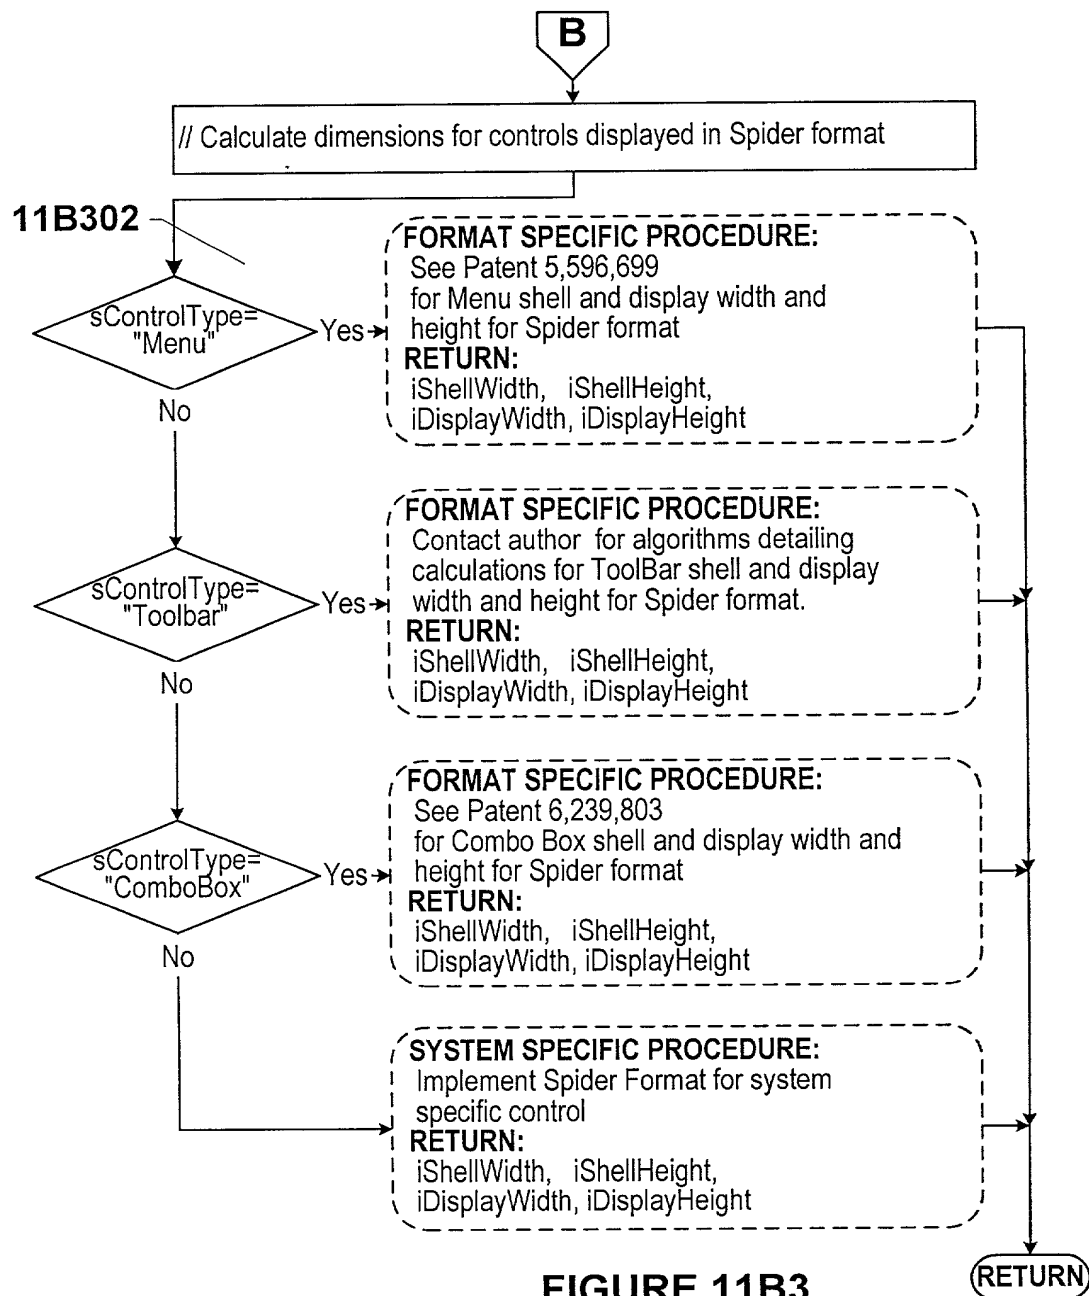 B
// Calculate dimensions for controls displayed in Spider format
11B302
sControlType=
"Menu"
Yes
No
FORMAT SPECIFIC PROCEDURE:
See Patent 5,596,699
for Menu shell and display width and
height for Spider format
RETURN:
iShellWidth, iShellHeight,
iDisplayWidth, iDisplayHeight
sControlType=
"Toolbar"
Yes
No
FORMAT SPECIFIC PROCEDURE:
Contact author for algorithms detailing
calculations for ToolBar shell and display
width and height for Spider format.
RETURN:
iShellWidth, iShellHeight,
iDisplayWidth, iDisplayHeight
sControlType=
"ComboBox"
Yes
No
FORMAT SPECIFIC PROCEDURE:
See Patent 6,239,803
for Combo Box shell and display width and
height for Spider format
RETURN:
iShellWidth, iShellHeight,
iDisplayWidth, iDisplayHeight
SYSTEM SPECIFIC PROCEDURE:
Implement Spider Format for system
specific control
RETURN:
iShellWidth, iShellHeight,
iDisplayWidth, iDisplayHeight
RETURN
FIGURE 11B3